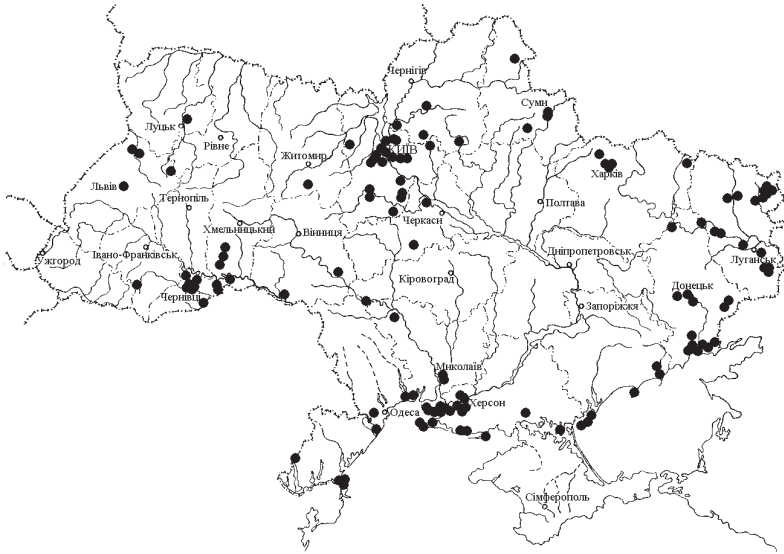 Чернігів
Суми
Луцьк
Рівне
КИЇВ
Житомир
Харків
Львів
Тернопіль
Полтава
Черкаси
Хмельницький
Вінниця
Ужгород
Івано-Франківськ
Дніпропетровськ
Луганськ
Кіровоград
Донецьк
Чернівці
Запоріжжя
Миколаїв
Херсон
Одеса
Сімферополь